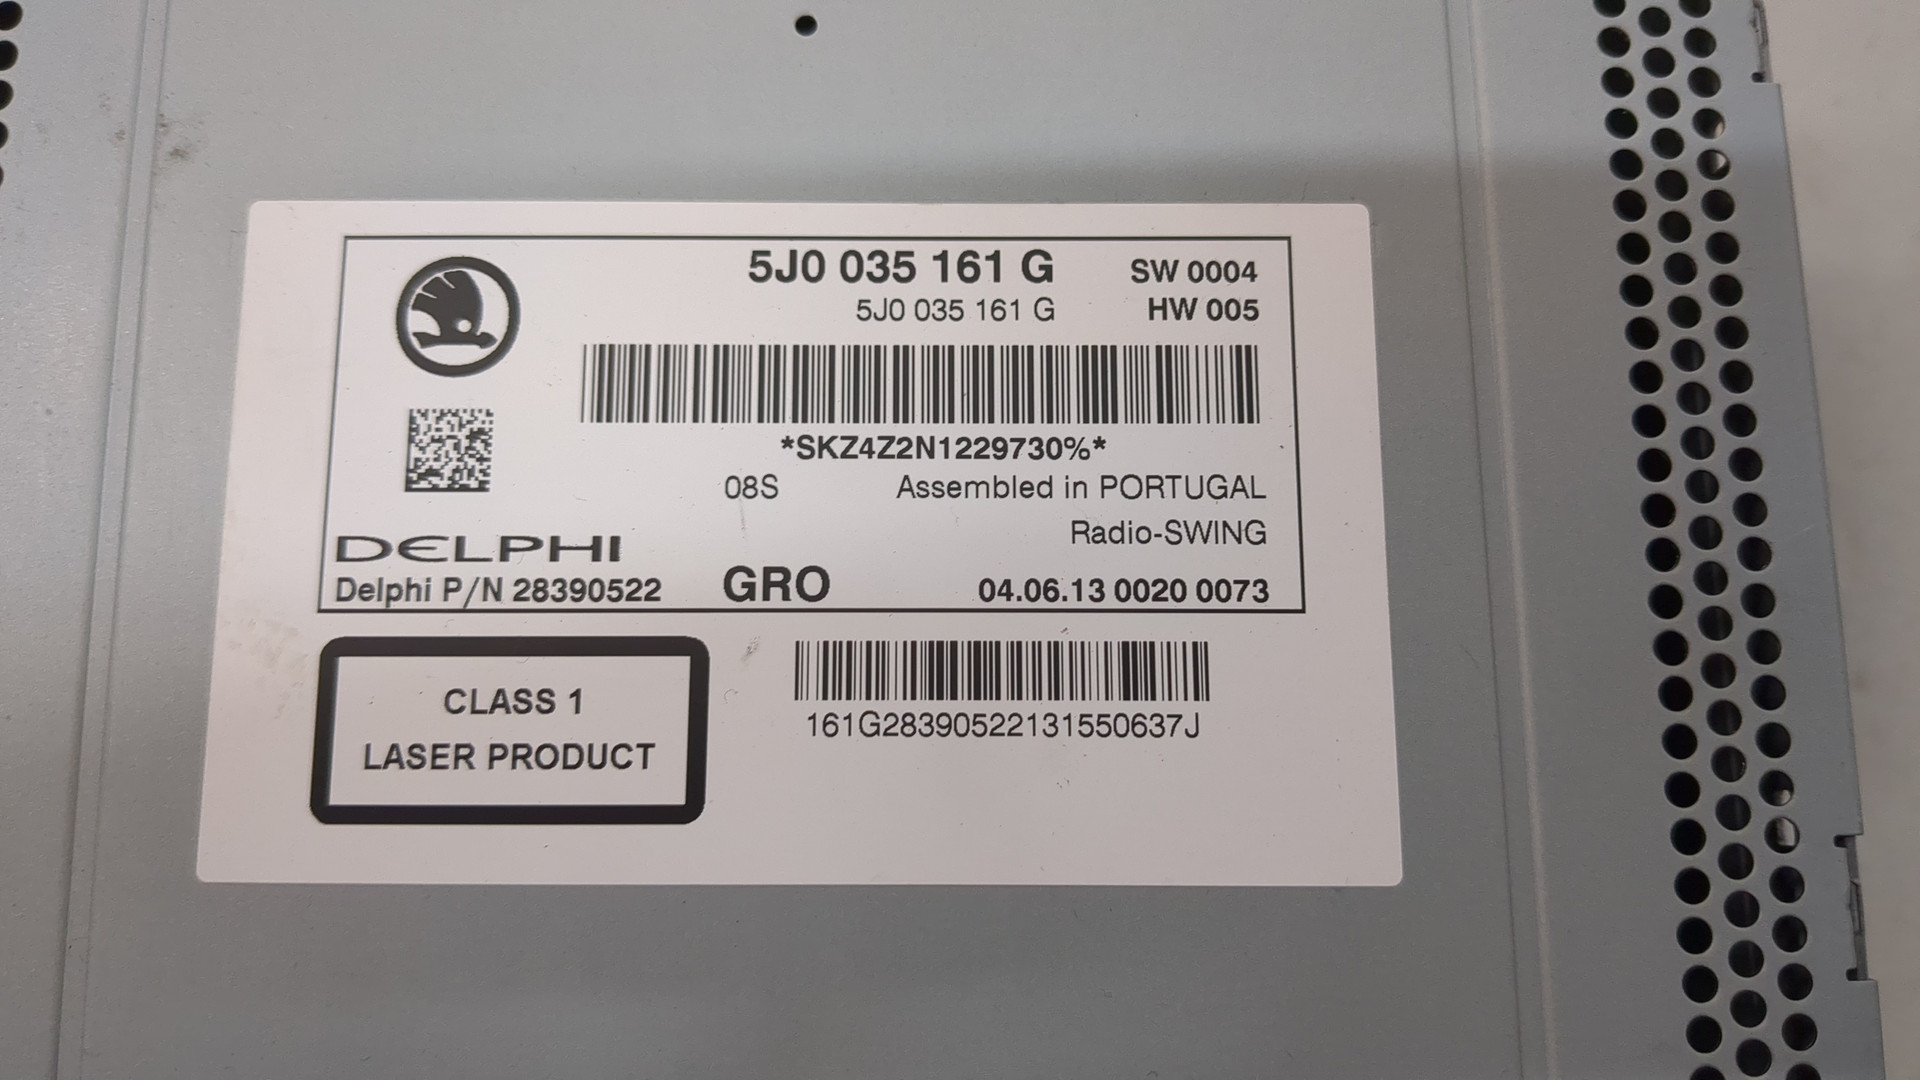 5J0 035 161 G SW 0004
5J0 035 161 G HW 005
*SKZ4Z2N1229730%*
08S Assembled in PORTUGAL
Radio-SWING
DELPHI
Delphi P/N 28390522 GRO 04.06.13 0020 0073
CLASS 1
LASER PRODUCT
161G28390522131550637J